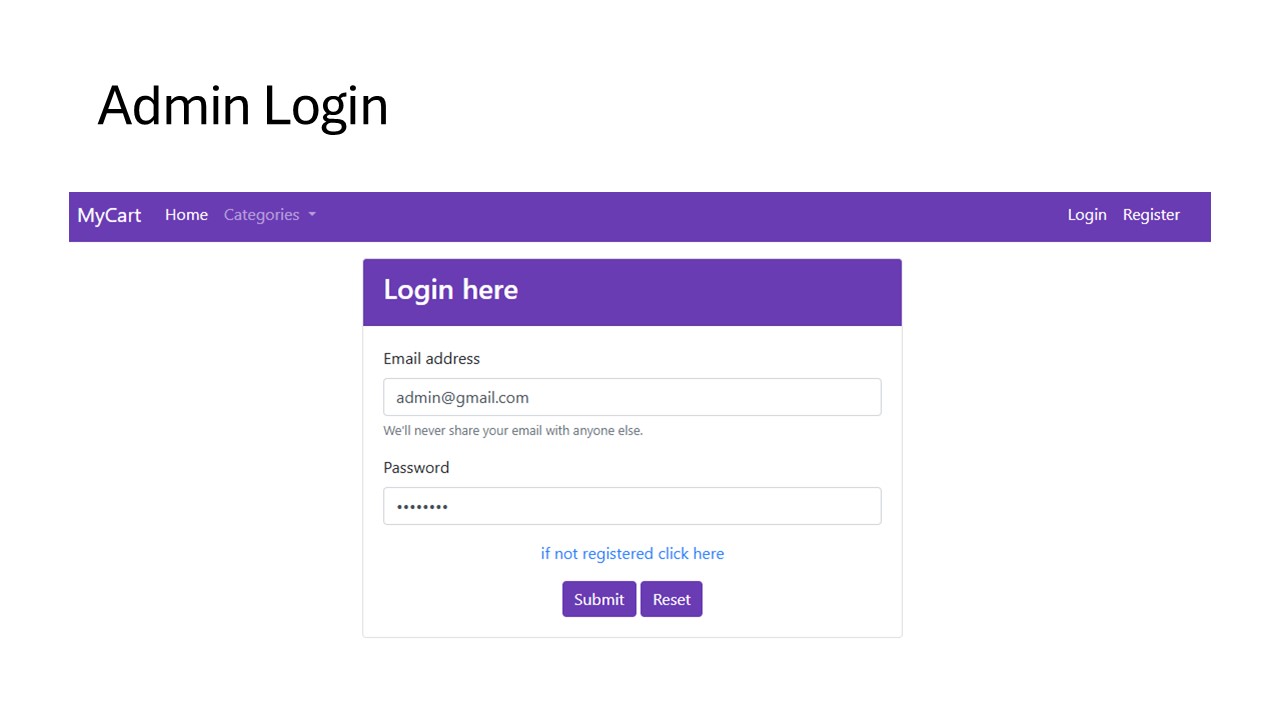 Admin Login
MyCart Home Categories Login Register
Login here
Email address
admin@gmail.com
We'll never share your email with anyone else.
Password
••••••••
if not registered click here
Submit Reset